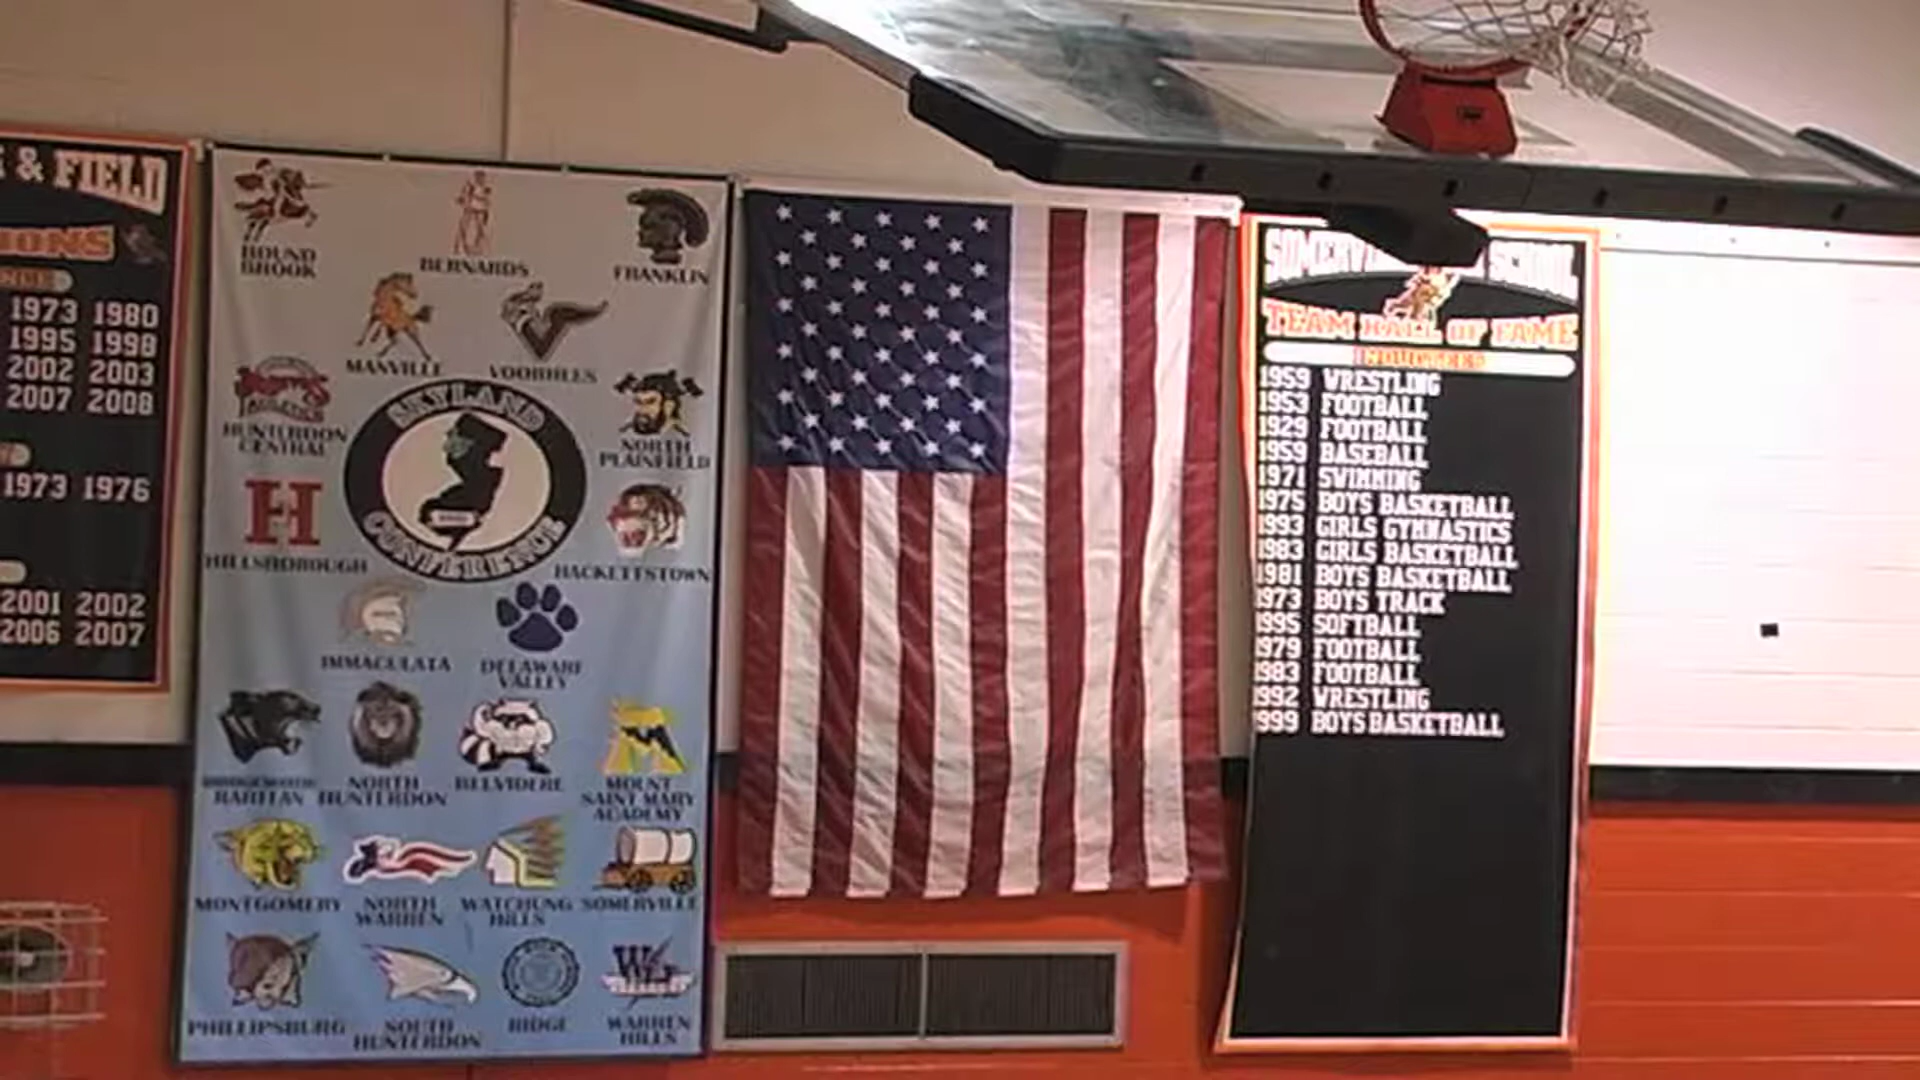 & FIELD
IONS
1973 1980
1995 1998
2002 2003
2007 2008
1973 1976
2001 2002
2006 2007
BOUND
BROOK
BERNARDS
FRANKLIN
MANVILLE
VOORHEES
HUNTERDON
CENTRAL
NORTH
PLAINFIELD
SKYLAND
CONFERENCE
H
HILLSBOROUGH
HACKETTSTOWN
IMMACULATA
DELAWARE
VALLEY
BRIDGEWATER
RARITAN
NORTH
HUNTERDON
BELVIDERE
MOUNT
SAINT MARY
ACADEMY
MONTGOMERY
NORTH
WARREN
WATCHUNG
HILLS
SOMERVILLE
PHILLIPSBURG
SOUTH
HUNTERDON
RIDGE
WARREN
HILLS
SCHOOL
TEAM HALL OF FAME
INDUCTEES
1959 WRESTLING
1953 FOOTBALL
1929 FOOTBALL
1959 BASEBALL
1971 SWIMMING
1975 BOYS BASKETBALL
1993 GIRLS GYMNASTICS
1983 GIRLS BASKETBALL
1981 BOYS BASKETBALL
1973 BOYS TRACK
1995 SOFTBALL
1979 FOOTBALL
1983 FOOTBALL
1992 WRESTLING
1999 BOYS BASKETBALL